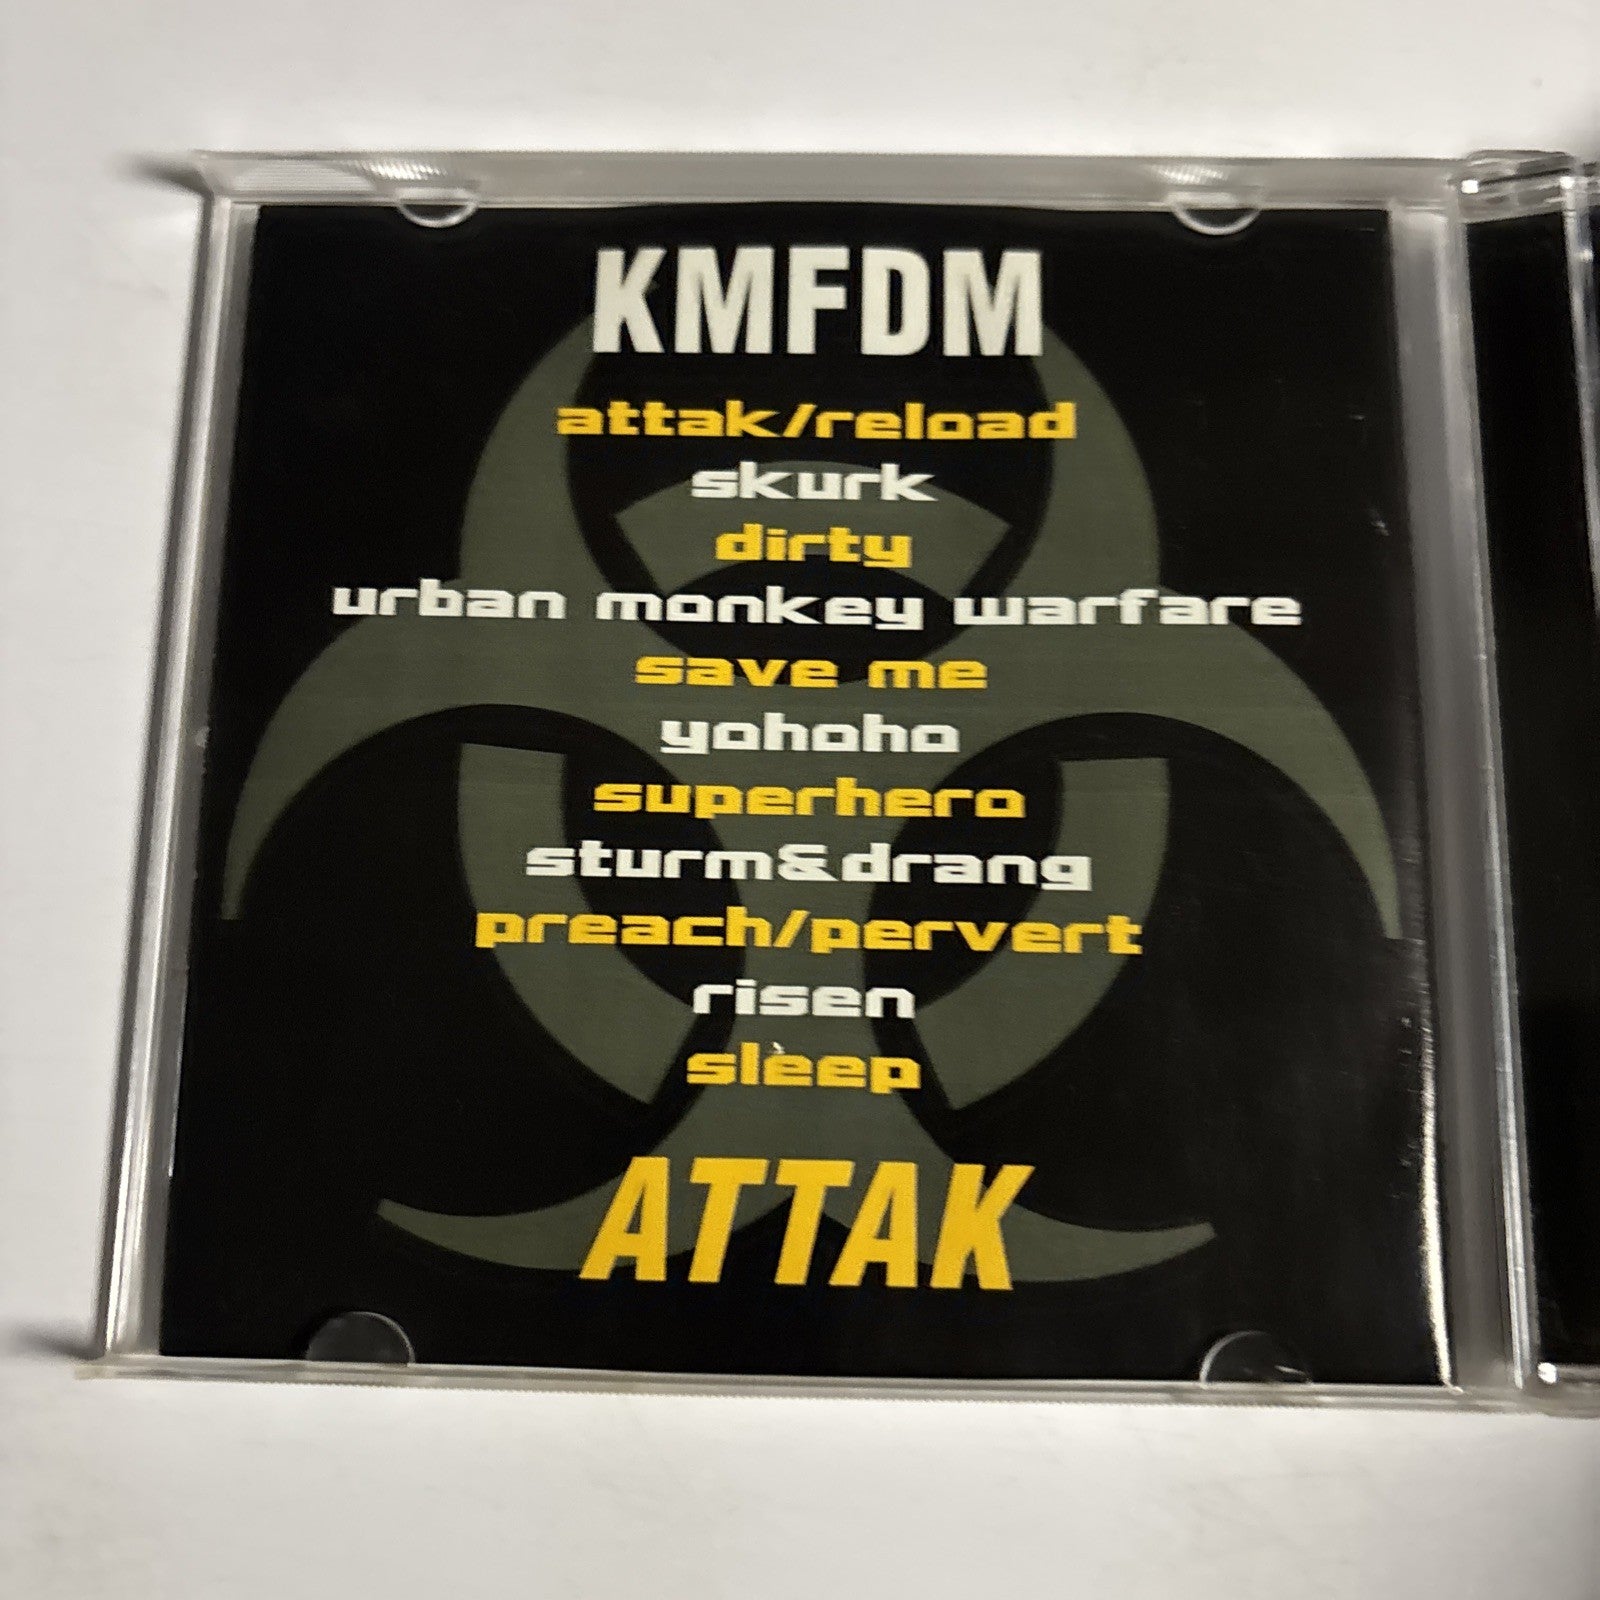 KMFDM
attak/reload
skurk
dirty
urban monkey warfare
save me
yohoho
superhero
sturm&drang
preach/pervert
risen
sleep
ATTAK